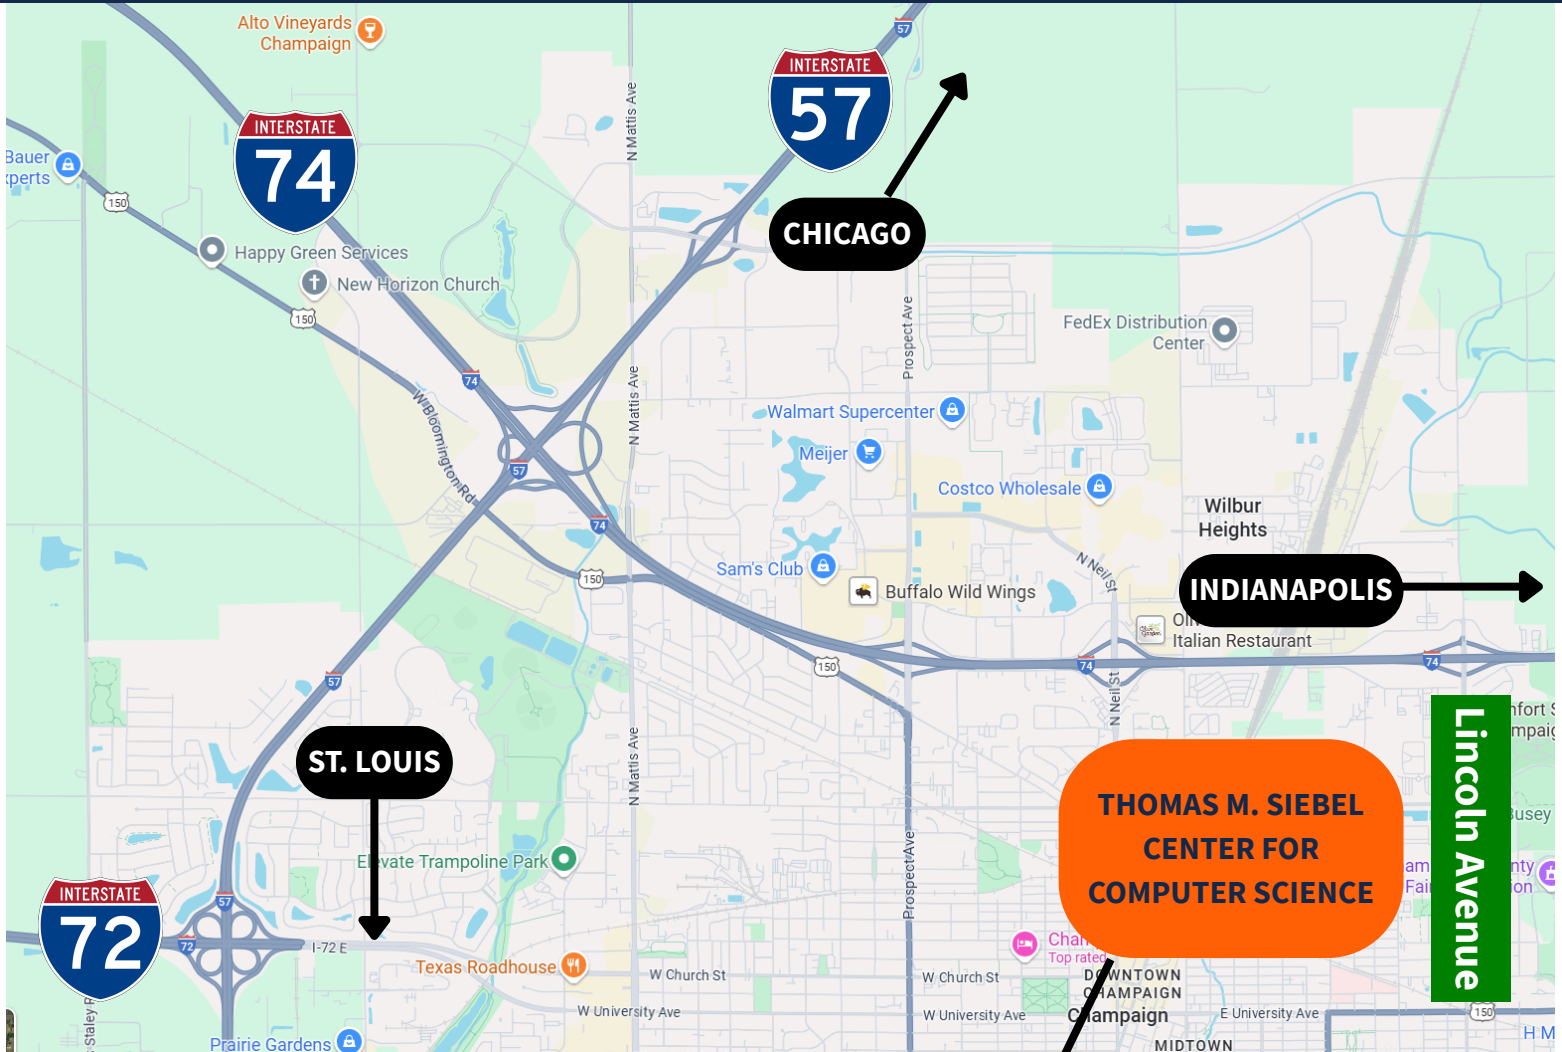 Alto Vineyards
Champaign
57
INTERSTATE
57
INTERSTATE
74
N Mattis Ave
Bauer
xperts
150
CHICAGO
Happy Green Services
New Horizon Church
150
Prospect Ave
FedEx Distribution
Center
74
N Mattis Ave
W Bloomington Rd
Walmart Supercenter
Meijer
57
Costco Wholesale
74
Wilbur
Heights
Sam's Club
150
N Neil St
Buffalo Wild Wings
INDIANAPOLIS
Italian Restaurant
150
74
74
57
N Neil St
ST. LOUIS
N Mattis Ave
Lincoln Avenue
THOMAS M. SIEBEL
CENTER FOR
COMPUTER SCIENCE
Elevate Trampoline Park
Prospect Ave
INTERSTATE
72
57
72
I-72 E
Texas Roadhouse
W Church St
W Church St
Top rated
DOWNTOWN
CHAMPAIGN
Champaign
W University Ave
W University Ave
E University Ave
150
Prairie Gardens
MIDTOWN
H M